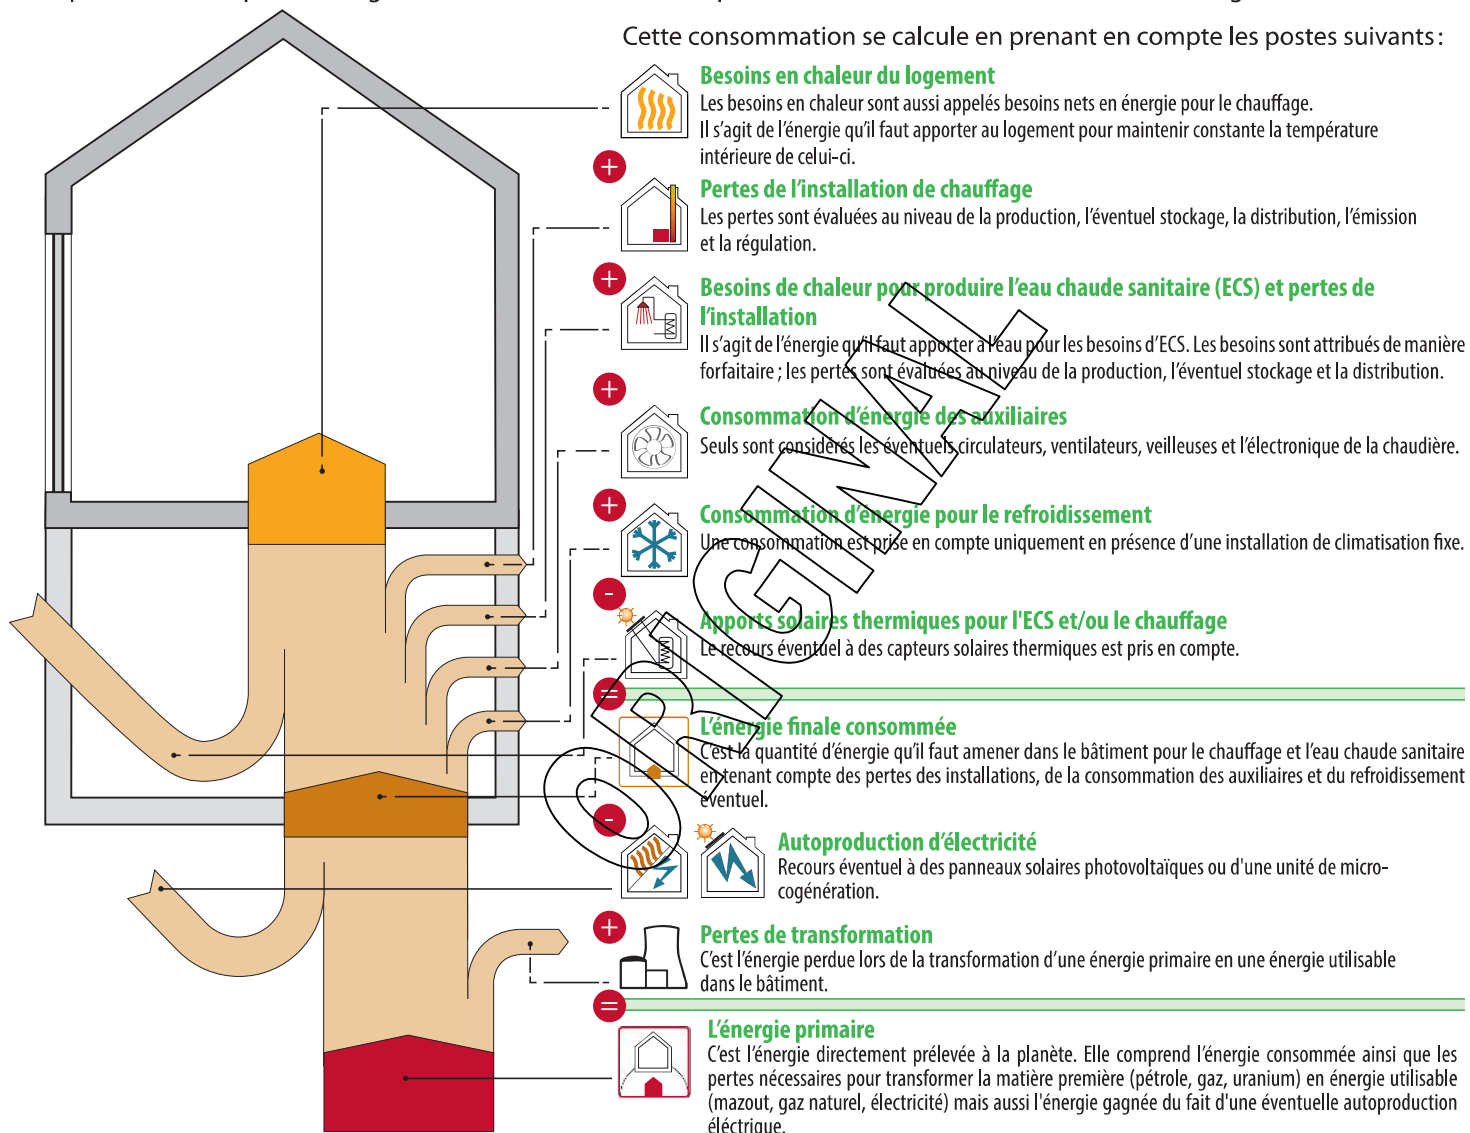 Cette consommation se calcule en prenant en compte les postes suivants :
Besoins en chaleur du logement
Les besoins en chaleur sont aussi appelés besoins nets en énergie pour le chauffage.
Il s'agit de l'énergie qu'il faut apporter au logement pour maintenir constante la température
intérieure de celui-ci.
+
Pertes de l'installation de chauffage
Les pertes sont évaluées au niveau de la production, l'éventuel stockage, la distribution, l'émission
et la régulation.
+
Besoins de chaleur pour produire l'eau chaude sanitaire (ECS) et pertes de
l'installation
Il s'agit de l'énergie qu'il faut apporter à l'eau pour les besoins d'ECS. Les besoins sont attribués de manière
forfaitaire ; les pertes sont évaluées au niveau de la production, l'éventuel stockage et la distribution.
+
Consommation d'énergie des auxiliaires
Seuls sont considérés les éventuels circulateurs, ventilateurs, veilleuses et l'électronique de la chaudière.
+
Consommation d'énergie pour le refroidissement
Une consommation est prise en compte uniquement en présence d'une installation de climatisation fixe.
-
Apports solaires thermiques pour l'ECS et/ou le chauffage
Le recours éventuel à des capteurs solaires thermiques est pris en compte.
=
L'énergie finale consommée
C'est la quantité d'énergie qu'il faut amener dans le bâtiment pour le chauffage et l'eau chaude sanitaire
en tenant compte des pertes des installations, de la consommation des auxiliaires et du refroidissement
éventuel.
-
Autoproduction d'électricité
Recours éventuel à des panneaux solaires photovoltaïques ou d'une unité de micro-
cogénération.
+
Pertes de transformation
C'est l'énergie perdue lors de la transformation d'une énergie primaire en une énergie utilisable
dans le bâtiment.
=
L'énergie primaire
C'est l'énergie directement prélevée à la planète. Elle comprend l'énergie consommée ainsi que les
pertes nécessaires pour transformer la matière première (pétrole, gaz, uranium) en énergie utilisable
(mazout, gaz naturel, électricité) mais aussi l'énergie gagnée du fait d'une éventuelle autoproduction
éléctrique.
ORIGINAL